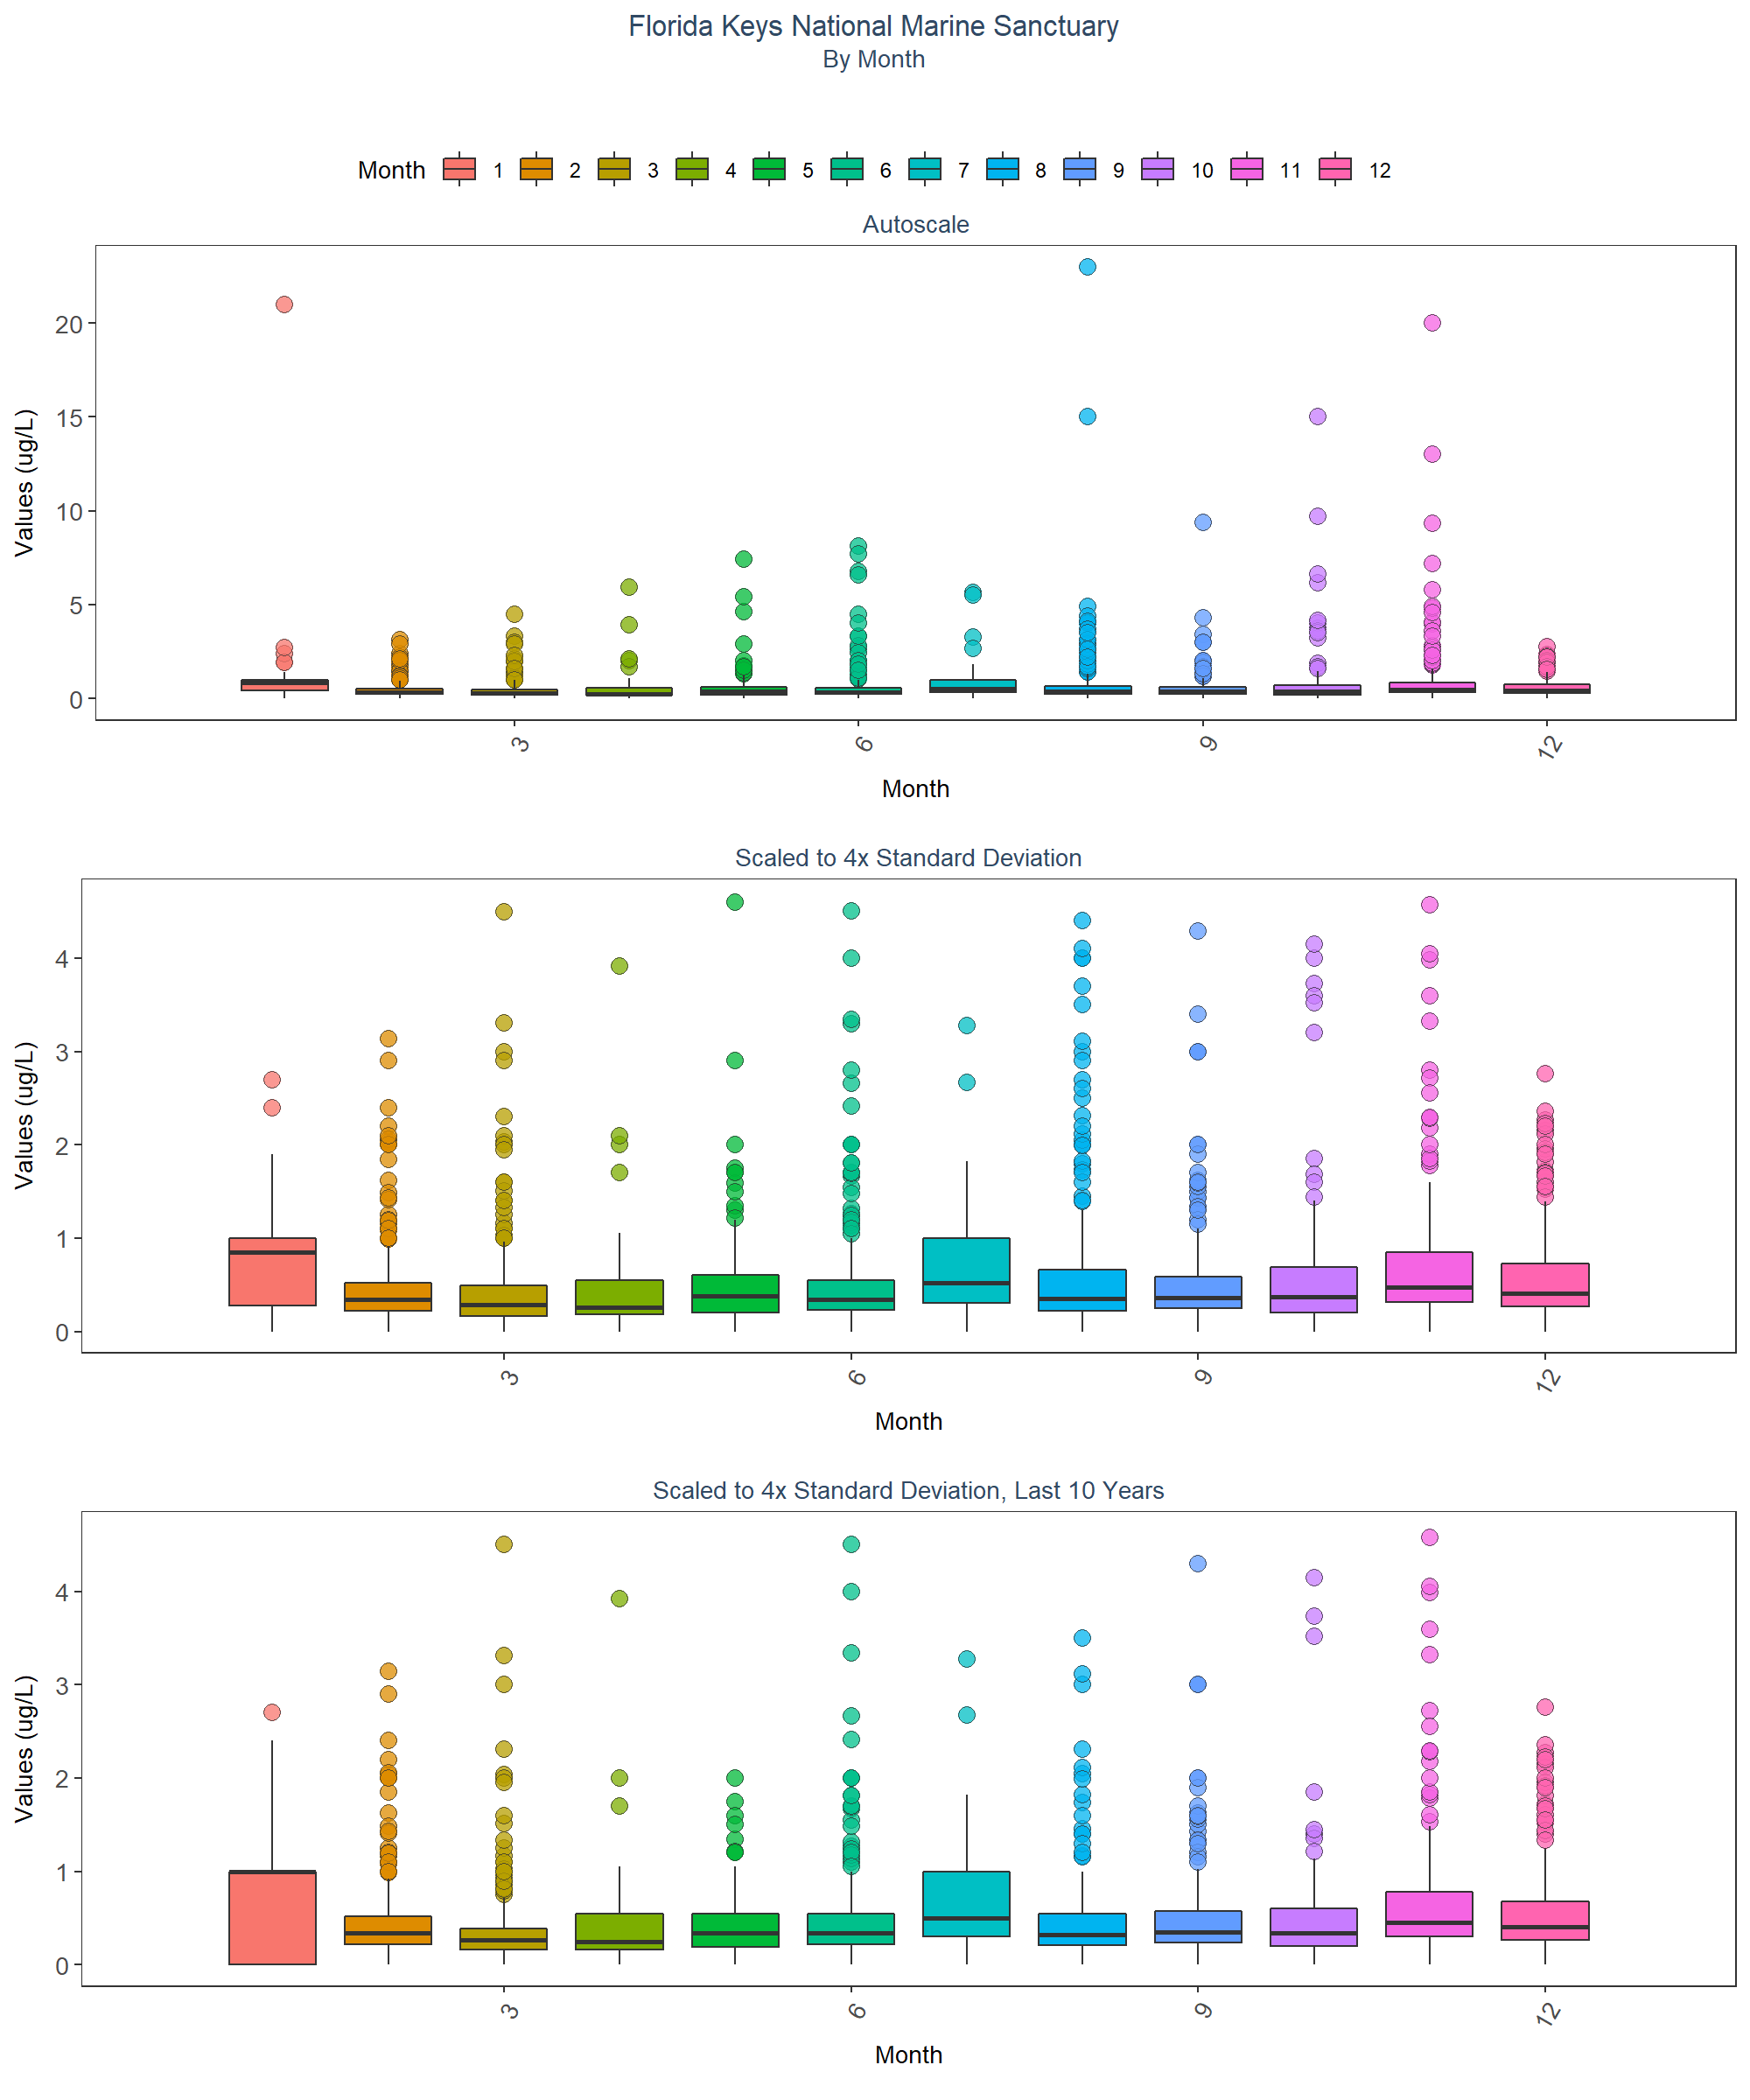 Florida Keys National Marine Sanctuary
By Month
Month 1 2 3 4 5 6 7 8 9 10 11 12
Autoscale
Values (ug/L)
20
15
10
5
0
3 6 9 12
Month
Scaled to 4x Standard Deviation
Values (ug/L)
4
3
2
1
0
3 6 9 12
Month
Scaled to 4x Standard Deviation, Last 10 Years
Values (ug/L)
4
3
2
1
0
3 6 9 12
Month